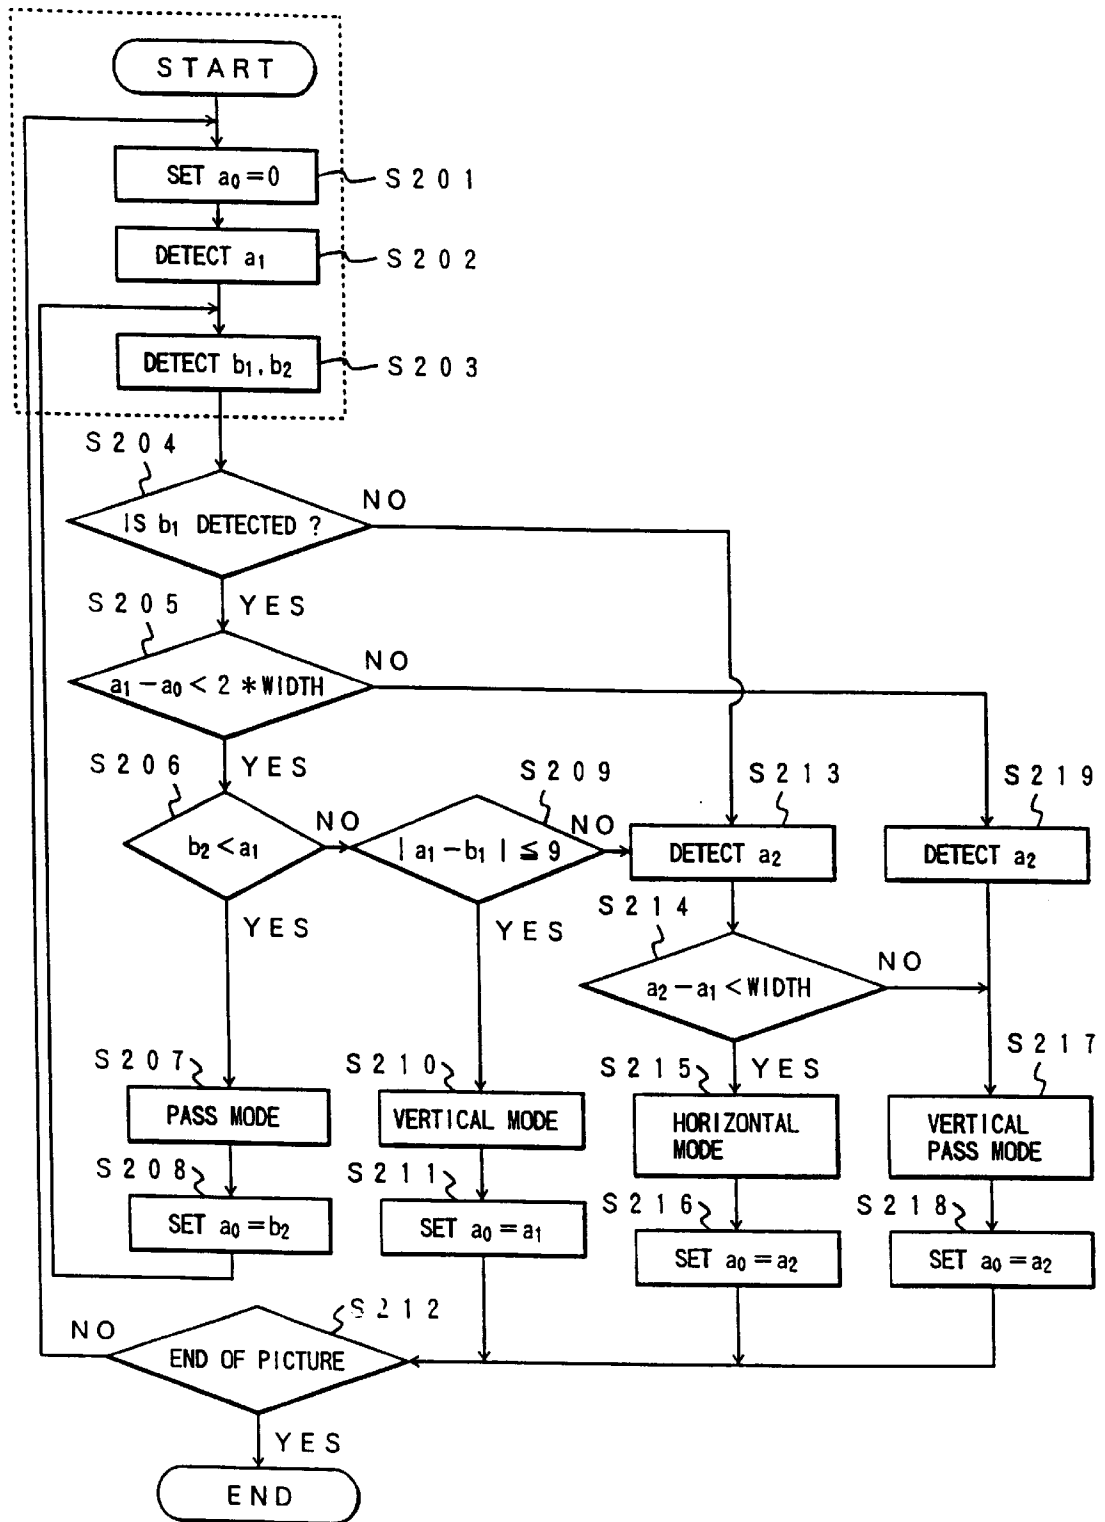 START
SET a₀=0
S201
DETECT a₁
S202
DETECT b₁, b₂
S203
S204
IS b₁ DETECTED ?
NO
YES
S205
a₁−a₀<2*WIDTH
NO
YES
S206
b₂<a₁
NO
YES
S209
|a₁−b₁|≦9
NO
YES
S213
DETECT a₂
S219
DETECT a₂
S214
a₂−a₁<WIDTH
NO
YES
S207
PASS MODE
S210
VERTICAL MODE
S215
HORIZONTAL
MODE
S217
VERTICAL
PASS MODE
S208
SET a₀=b₂
S211
SET a₀=a₁
S216
SET a₀=a₂
S218
SET a₀=a₂
S212
END OF PICTURE
NO
YES
END